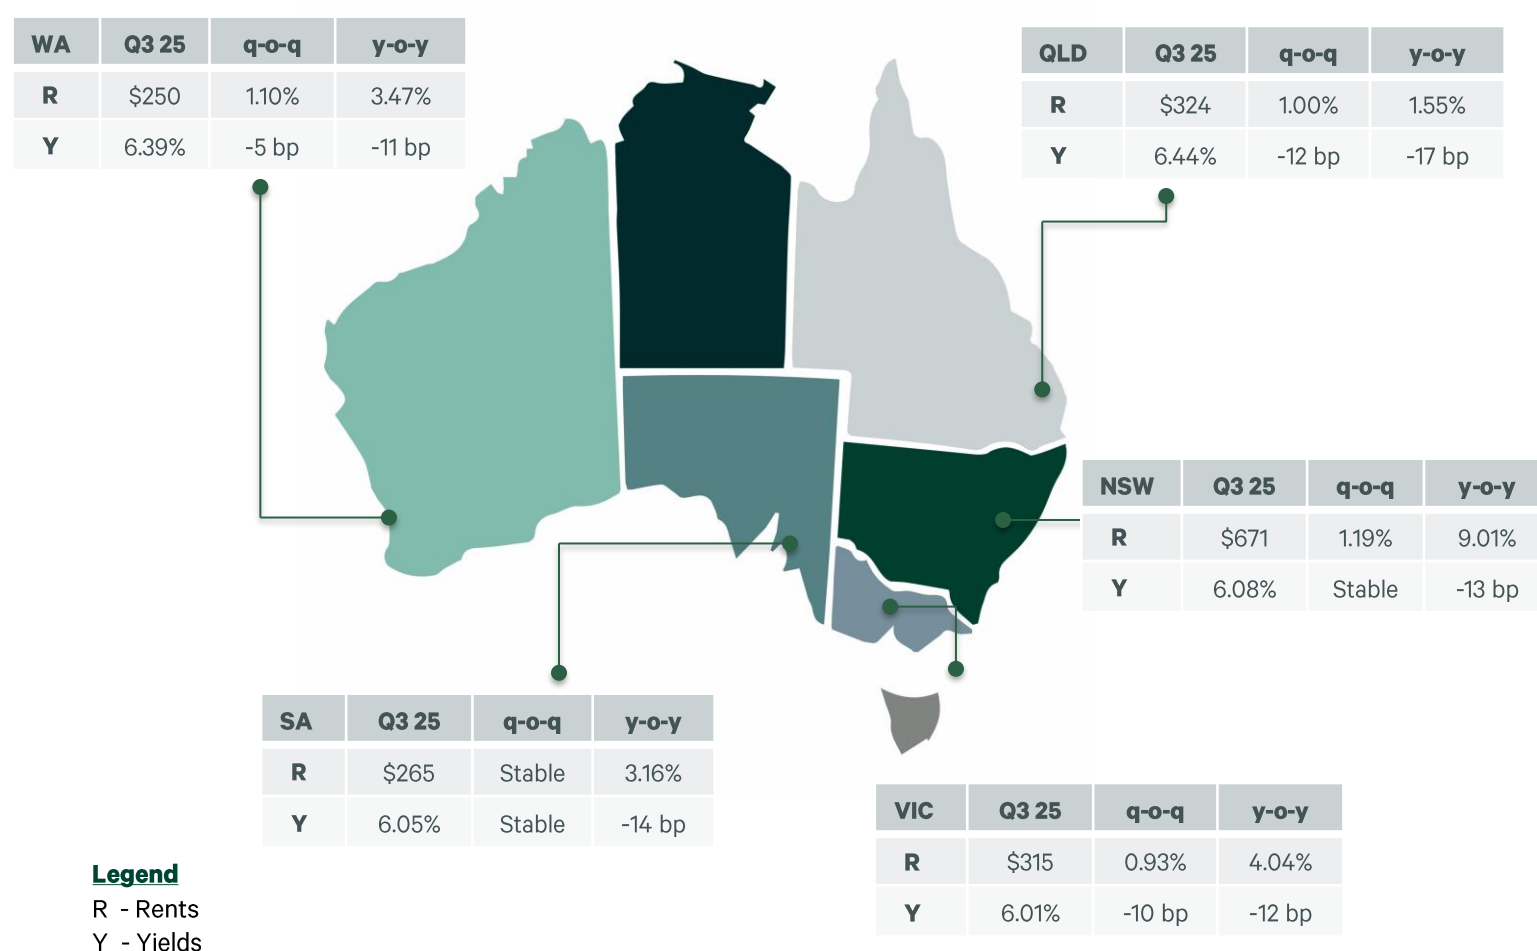 WA Q3 25 q-o-q y-o-y
R $250 1.10% 3.47%
Y 6.39% -5 bp -11 bp
QLD Q3 25 q-o-q y-o-y
R $324 1.00% 1.55%
Y 6.44% -12 bp -17 bp
NSW Q3 25 q-o-q y-o-y
R $671 1.19% 9.01%
Y 6.08% Stable -13 bp
SA Q3 25 q-o-q y-o-y
R $265 Stable 3.16%
Y 6.05% Stable -14 bp
VIC Q3 25 q-o-q y-o-y
R $315 0.93% 4.04%
Y 6.01% -10 bp -12 bp
Legend
R - Rents
Y - Yields